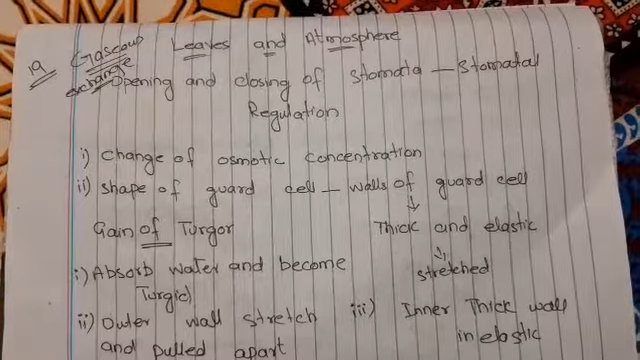 19 Gaseous exchange Leaves and Atmosphere
Opening and closing of stomata — Stomatal
Regulation
i) change of osmotic concentration
ii) shape of guard cell — walls of guard cell
↓
Gain of Turgor
Thick and elastic
↓
i) Absorb water and become
Turgid
stretched
ii) Outer wall stretch
and pulled apart
iii) Inner Thick wall
inelastic